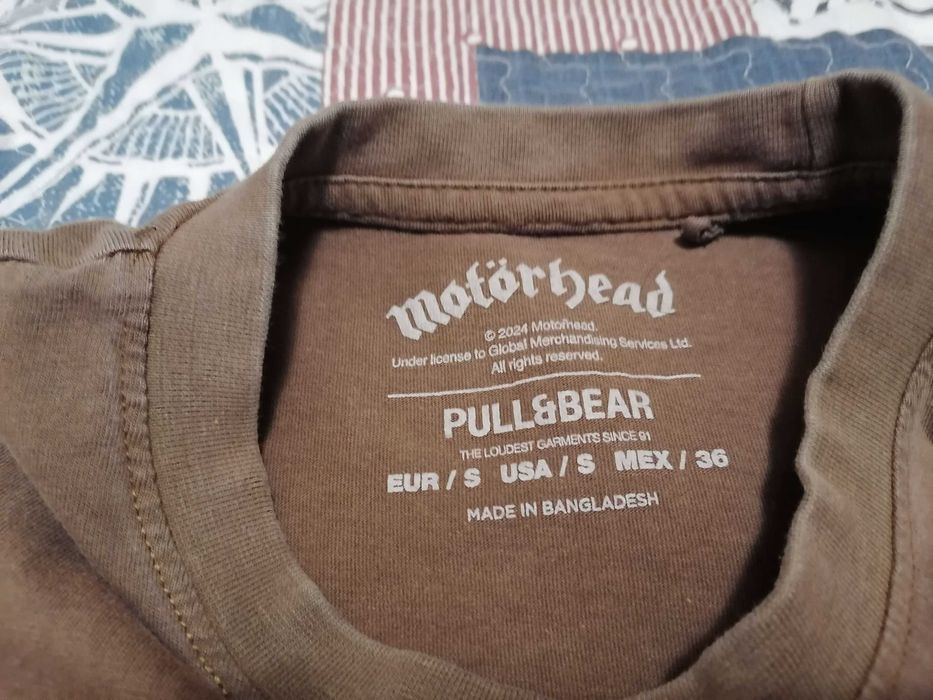 motörhead
© 2024 Motörhead.
Under license to Global Merchandising Services Ltd.
All rights reserved.
PULL&BEAR
THE LOUDEST GARMENTS SINCE 91
EUR / S USA / S MEX / 36
MADE IN BANGLADESH